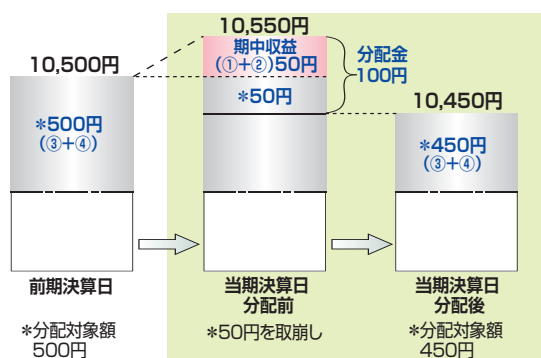 10,500円
*500円
(③+④)
前期決算日
*分配対象額
500円
10,550円
期中収益
(①+②)50円
*50円
分配金
100円
当期決算日
分配前
*50円を取崩し
10,450円
*450円
(③+④)
当期決算日
分配後
*分配対象額
450円